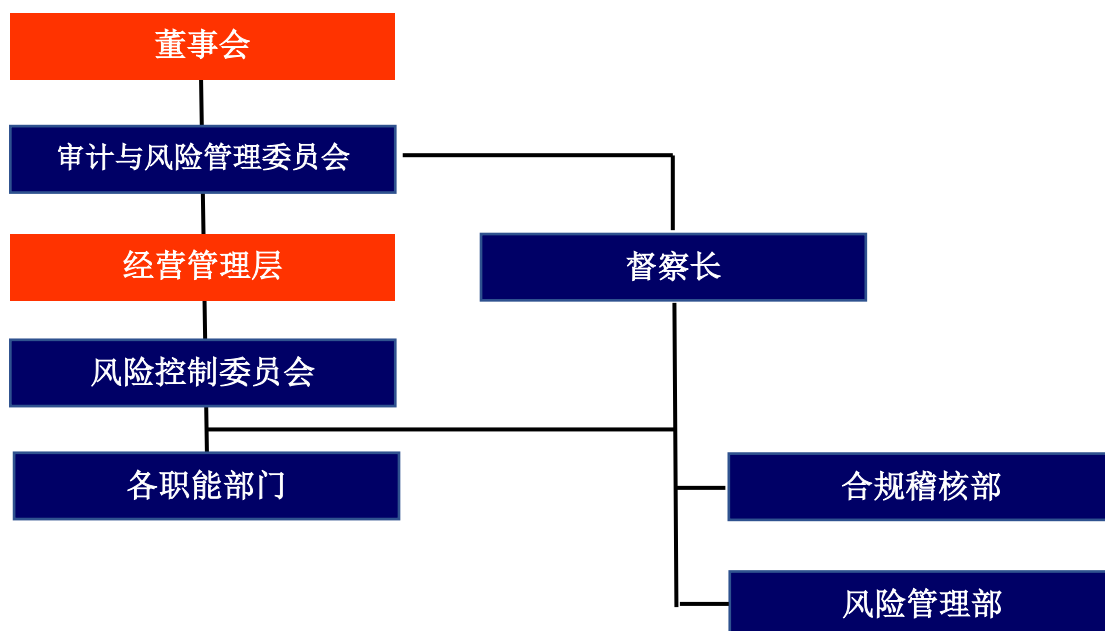 董事会
审计与风险管理委员会
经营管理层
督察长
风险控制委员会
各职能部门
合规稽核部
风险管理部